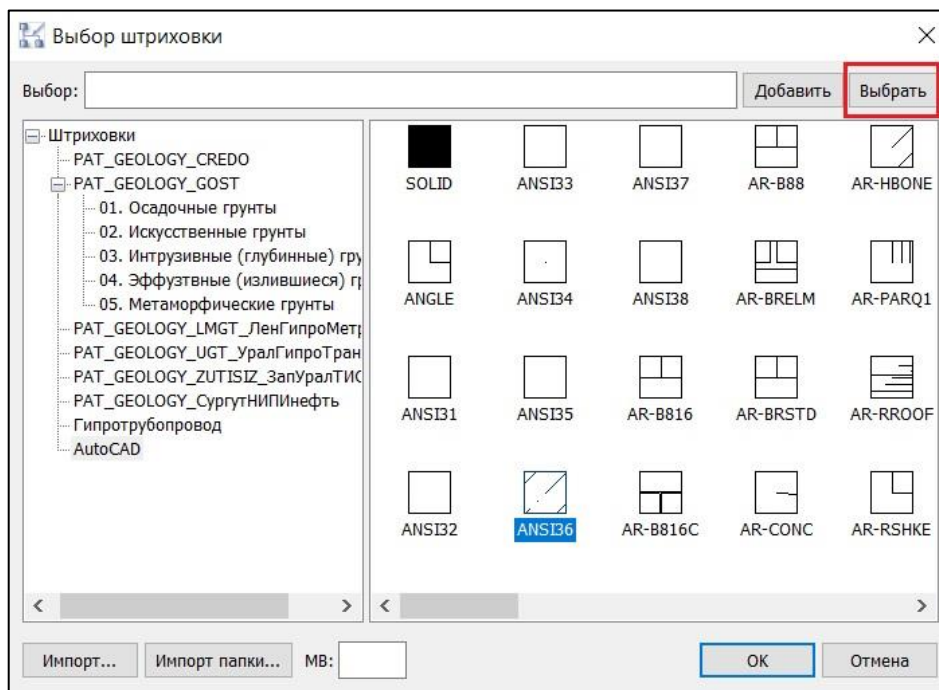 Выбор штриховки
Выбор:
Добавить
Выбрать
Штриховки
PAT_GEOLOGY_CREDO
PAT_GEOLOGY_GOST
01. Осадочные грунты
02. Искусственные грунты
03. Интрузивные (глубинные) гру
04. Эффузтвные (излившиеся) гр
05. Метаморфические грунты
PAT_GEOLOGY_LMGT_ЛенГипроМетр
PAT_GEOLOGY_UGT_УралГипроТран
PAT_GEOLOGY_ZUTISIZ_ЗапУралТИС
PAT_GEOLOGY_СургутНИПИнефть
Гипротрубопровод
AutoCAD
SOLID ANSI33 ANSI37 AR-B88 AR-HBONE
ANGLE ANSI34 ANSI38 AR-BRELM AR-PARQ1
ANSI31 ANSI35 AR-B816 AR-BRSTD AR-RROOF
ANSI32 ANSI36 AR-B816C AR-CONC AR-RSHKE
Импорт...
Импорт папки...
МВ:
OK
Отмена